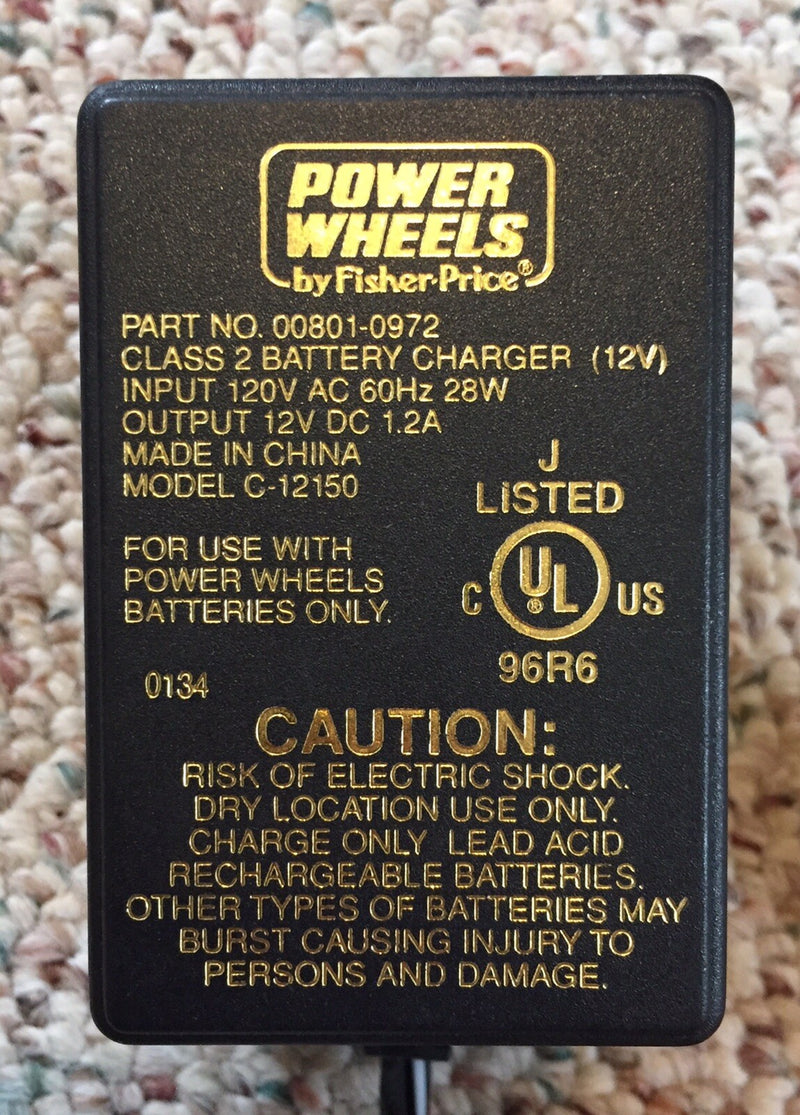 POWER
WHEELS
by Fisher-Price®
PART NO. 00801-0972
CLASS 2 BATTERY CHARGER (12V)
INPUT 120V AC 60Hz 28W
OUTPUT 12V DC 1.2A
MADE IN CHINA
MODEL C-12150
J
LISTED
FOR USE WITH
POWER WHEELS
BATTERIES ONLY.
C UL® US
96R6
0134
CAUTION:
RISK OF ELECTRIC SHOCK.
DRY LOCATION USE ONLY.
CHARGE ONLY LEAD ACID
RECHARGEABLE BATTERIES.
OTHER TYPES OF BATTERIES MAY
BURST CAUSING INJURY TO
PERSONS AND DAMAGE.